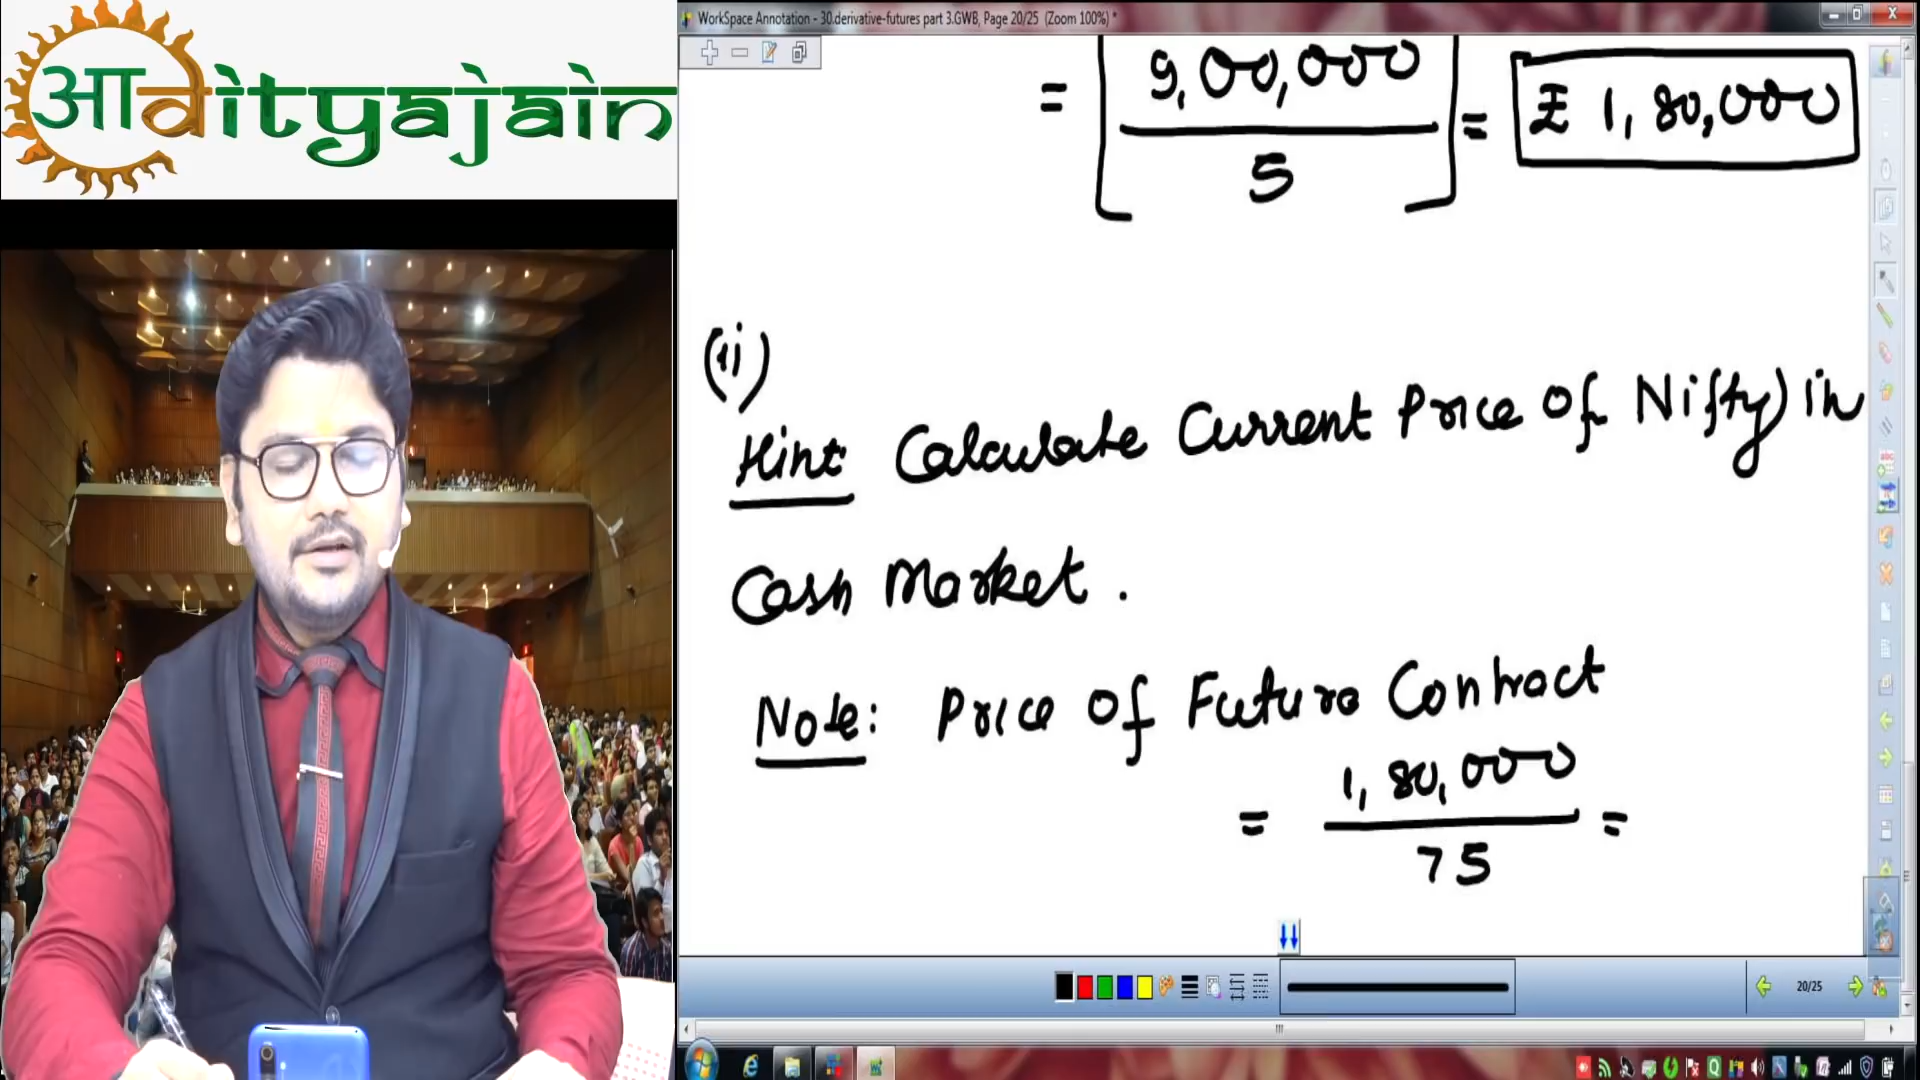 आdityajain
WorkSpace Annotation - 30.derivative-futures part 3.GWB, Page 20/25 (Zoom 100%) *
= [ 9,00,000 / 5 ] = ₤ 1,80,000
(ii)
Hint Calculate Current Price Of Nifty in
Cash Market .
Note: Price Of Future Contract
= 1,80,000 / 75 =
20/25